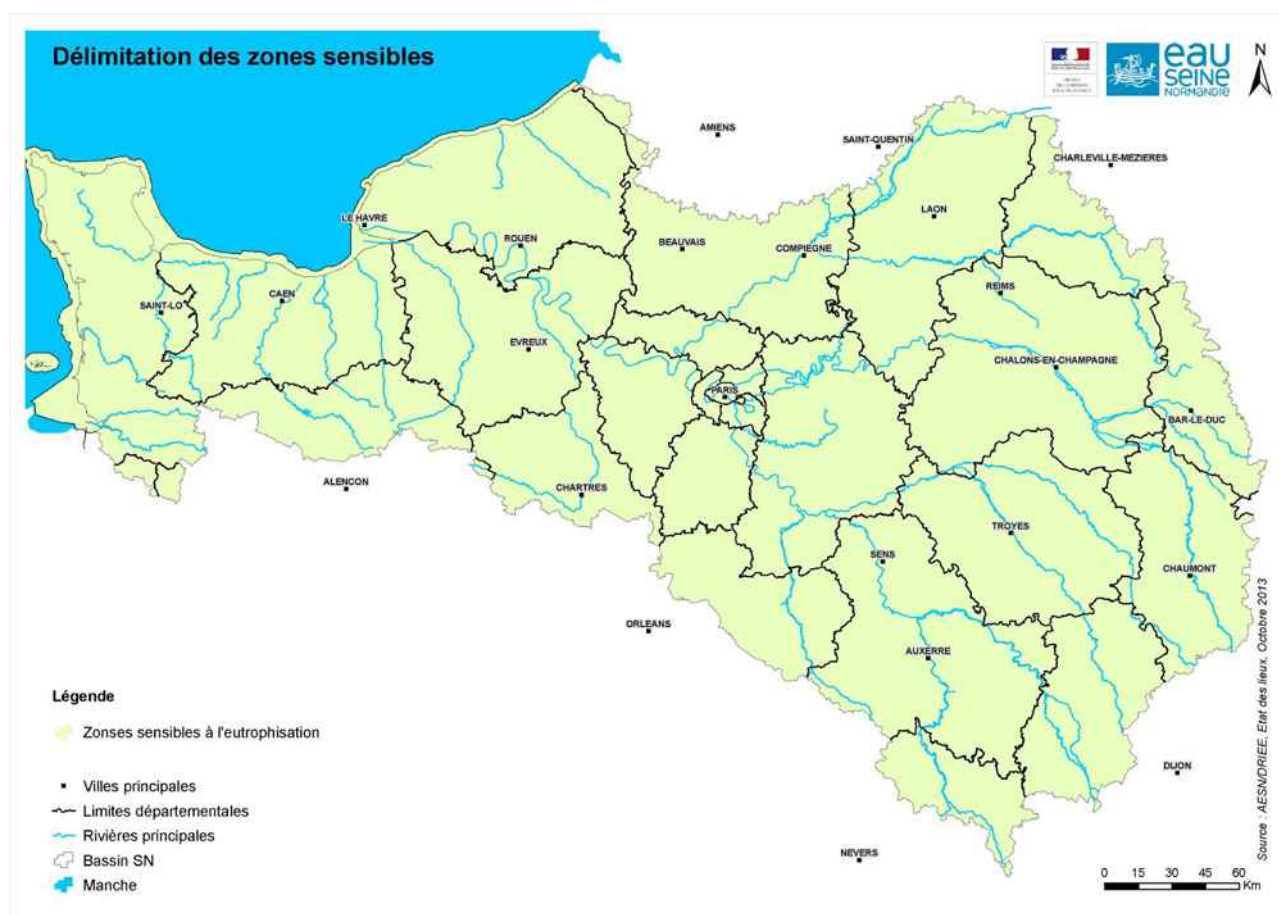 Délimitation des zones sensibles
eau
SEINE
NORMANDIE
N
AMIENS
SAINT-QUENTIN
CHARLEVILLE-MEZIERES
LAON
LE HAVRE
ROUEN
BEAUVAIS
COMPIEGNE
REIMS
SAINT-LO
CAEN
EVREUX
CHALONS-EN-CHAMPAGNE
PARIS
BAR-LE-DUC
ALENCON
CHARTRES
TROYES
SENS
CHAUMONT
ORLEANS
AUXERRE
DIJON
NEVERS
Légende
Zonses sensibles à l'eutrophisation
Villes principales
Limites départementales
Rivières principales
Bassin SN
Manche
Source : AESN/DRIEE, Etat des lieux, Octobre 2013
0 15 30 45 60
Km